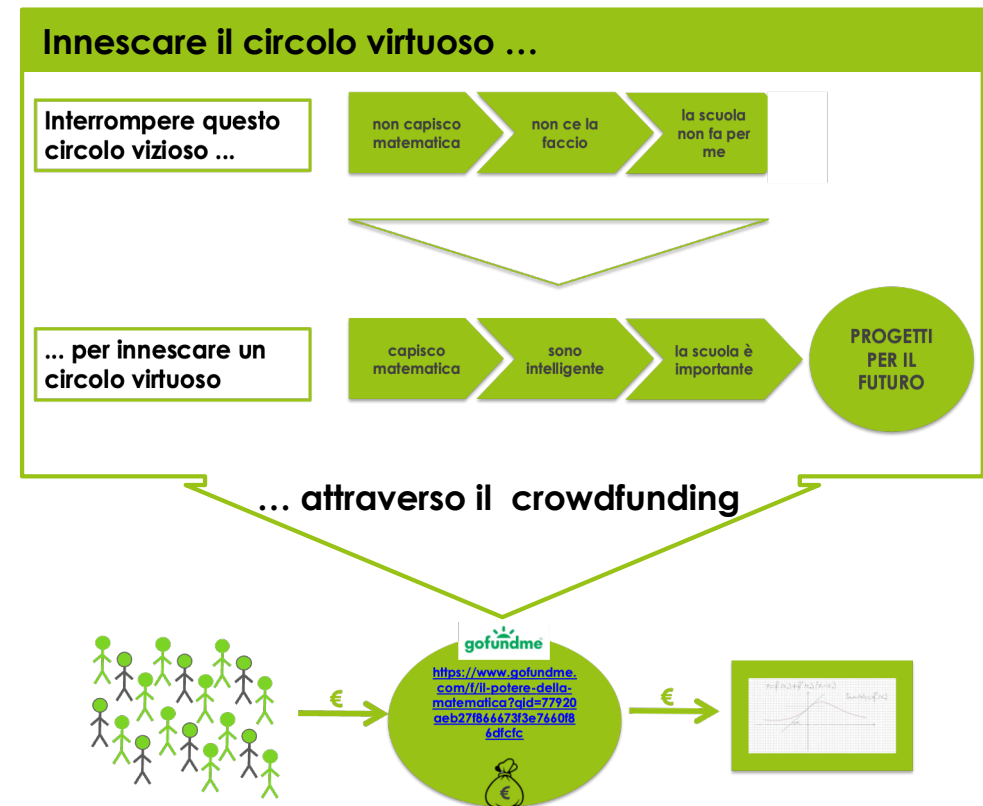 Innescare il circolo virtuoso …
Interrompere questo
circolo vizioso ...
non capisco
matematica
non ce la
faccio
la scuola
non fa per
me
... per innescare un
circolo virtuoso
capisco
matematica
sono
intelligente
la scuola è
importante
PROGETTI
PER IL
FUTURO
… attraverso il crowdfunding
gofundme
https://www.gofundme.
com/f/il-potere-della-
matematica?qid=77920
aeb27f866673f3e7660f8
6dfcfc
€
€
€